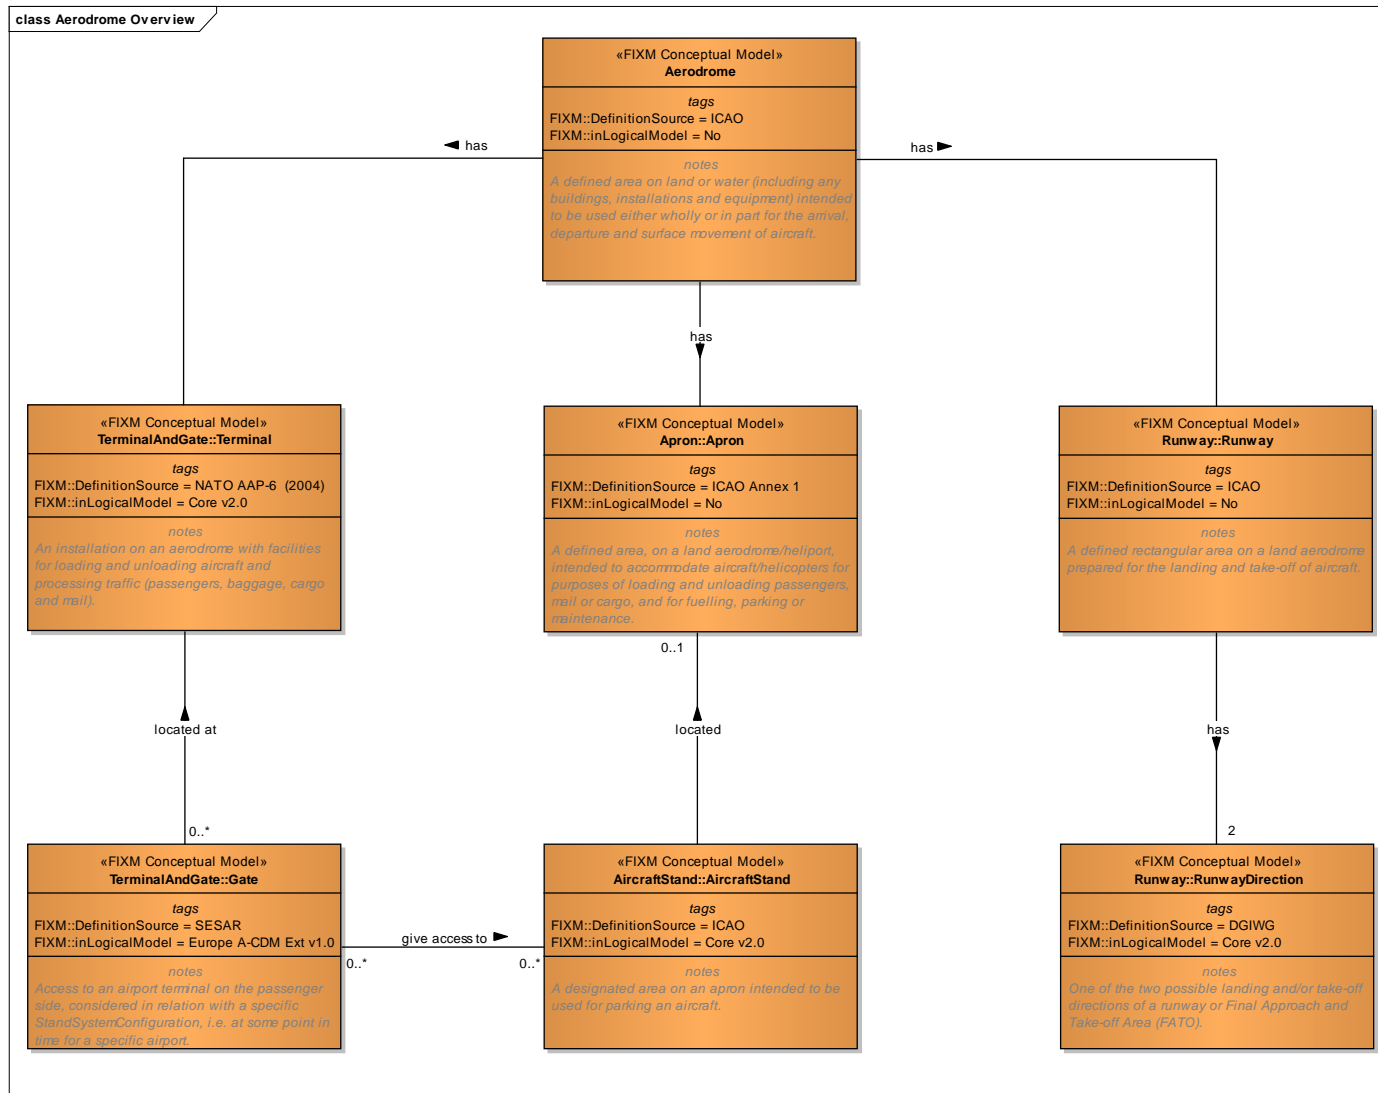 class Aerodrome Overview
«FIXM Conceptual Model»
Aerodrome
tags
FIXM::DefinitionSource = ICAO
FIXM::inLogicalModel = No
notes
A defined area on land or water (including any
buildings, installations and equipment) intended
to be used either wholly or in part for the arrival,
departure and surface movement of aircraft.
has
has
has
«FIXM Conceptual Model»
TerminalAndGate::Terminal
tags
FIXM::DefinitionSource = NATO AAP-6 (2004)
FIXM::inLogicalModel = Core v2.0
notes
An installation on an aerodrome with facilities
for loading and unloading aircraft and
processing traffic (passengers, baggage, cargo
and mail).
«FIXM Conceptual Model»
Apron::Apron
tags
FIXM::DefinitionSource = ICAO Annex 1
FIXM::inLogicalModel = No
notes
A defined area, on a land aerodrome/heliport,
intended to accommodate aircraft/helicopters for
purposes of loading and unloading passengers,
mail or cargo, and for fuelling, parking or
maintenance.
«FIXM Conceptual Model»
Runway::Runway
tags
FIXM::DefinitionSource = ICAO
FIXM::inLogicalModel = No
notes
A defined rectangular area on a land aerodrome
prepared for the landing and take-off of aircraft.
0..1
located at
located
has
0..*
2
«FIXM Conceptual Model»
TerminalAndGate::Gate
tags
FIXM::DefinitionSource = SESAR
FIXM::inLogicalModel = Europe A-CDM Ext v1.0
notes
Access to an airport terminal on the passenger
side, considered in relation with a specific
StandSystemConfiguration, i.e. at some point in
time for a specific airport.
give access to
0..*
0..*
«FIXM Conceptual Model»
AircraftStand::AircraftStand
tags
FIXM::DefinitionSource = ICAO
FIXM::inLogicalModel = Core v2.0
notes
A designated area on an apron intended to be
used for parking an aircraft.
«FIXM Conceptual Model»
Runway::RunwayDirection
tags
FIXM::DefinitionSource = DGIWG
FIXM::inLogicalModel = Core v2.0
notes
One of the two possible landing and/or take-off
directions of a runway or Final Approach and
Take-off Area (FATO).